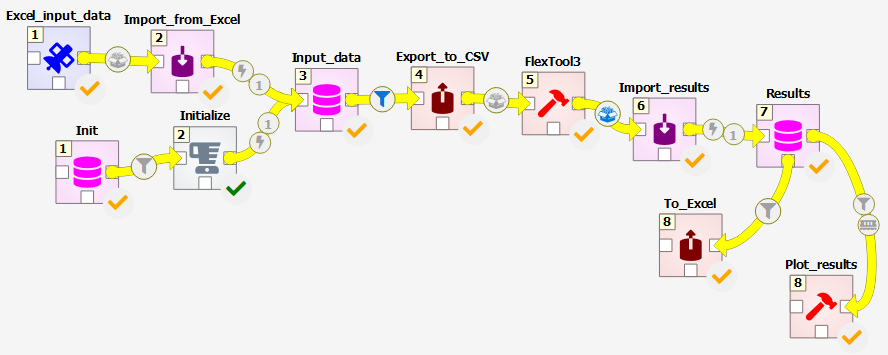 Excel_input_data
1
Import_from_Excel
2
1
Input_data
3
Export_to_CSV
4
FlexTool3
5
Import_results
6
1
Results
7
Init
1
Initialize
2
1
To_Excel
8
Plot_results
8